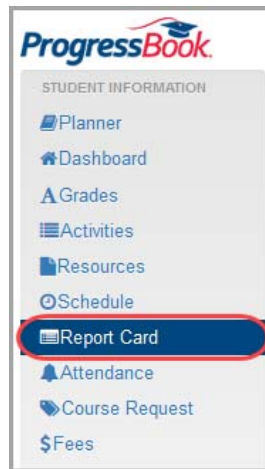 ProgressBook.
STUDENT INFORMATION
Planner
Dashboard
Grades
Activities
Resources
Schedule
Report Card
Attendance
Course Request
Fees